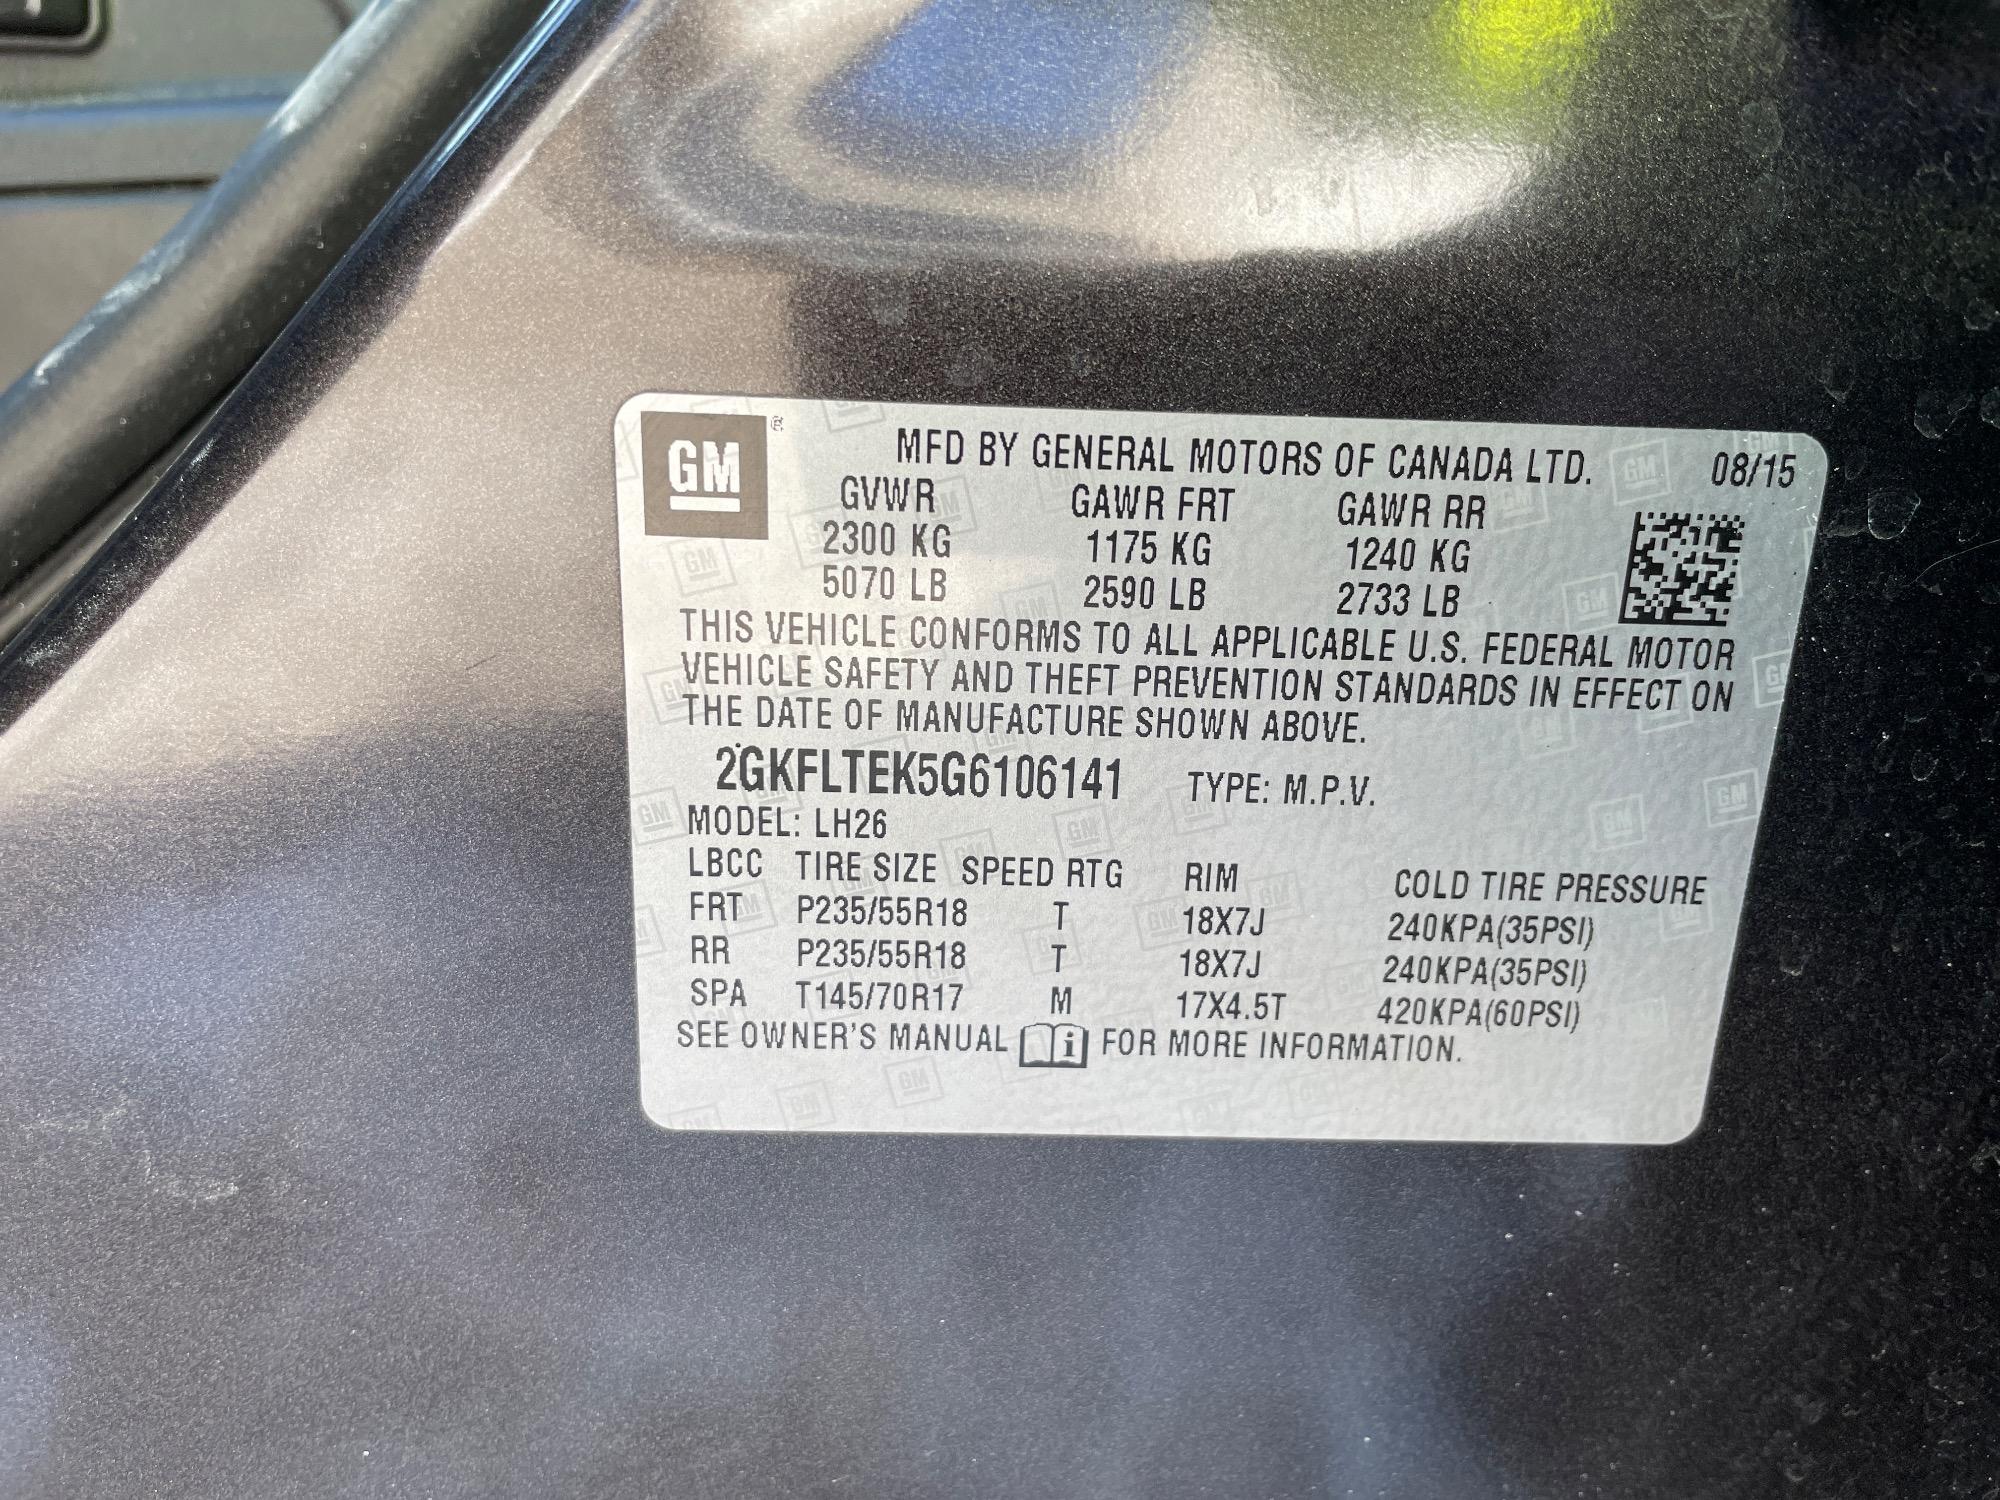 GM ®
MFD BY GENERAL MOTORS OF CANADA LTD. 08/15
GVWR GAWR FRT GAWR RR
2300 KG 1175 KG 1240 KG
5070 LB 2590 LB 2733 LB
THIS VEHICLE CONFORMS TO ALL APPLICABLE U.S. FEDERAL MOTOR
VEHICLE SAFETY AND THEFT PREVENTION STANDARDS IN EFFECT ON
THE DATE OF MANUFACTURE SHOWN ABOVE.
2GKFLTEK5G6106141 TYPE: M.P.V.
MODEL: LH26
LBCC TIRE SIZE SPEED RTG RIM COLD TIRE PRESSURE
FRT P235/55R18 T 18X7J 240KPA(35PSI)
RR P235/55R18 T 18X7J 240KPA(35PSI)
SPA T145/70R17 M 17X4.5T 420KPA(60PSI)
SEE OWNER'S MANUAL i FOR MORE INFORMATION.